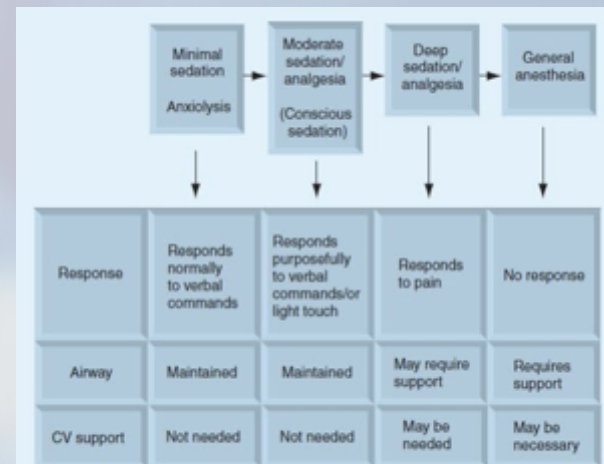 Minimal
sedation
Anxiolysis
Moderate
sedation/
analgesia
(Conscious
sedation)
Deep
sedation/
analgesia
General
anesthesia
Response
Responds
normally
to verbal
commands
Responds
purposefully
to verbal
commands/or
light touch
Responds
to pain
No response
Airway
Maintained
Maintained
May require
support
Requires
support
CV support
Not needed
Not needed
May be
needed
May be
necessary